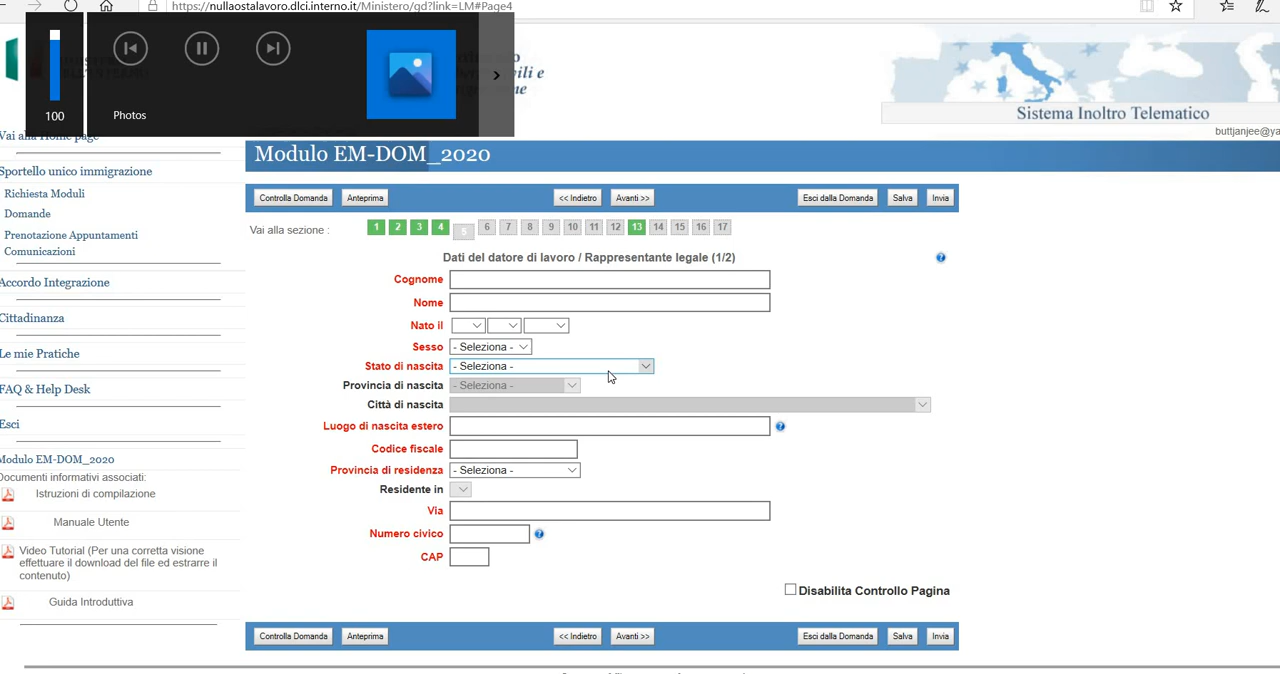 https://nullaostalavoro.dlci.interno.it/Ministero/gd?link=LM#Page4
100
Photos
vili e
Sistema Inoltro Telematico
Vai alla Home page
Sportello unico immigrazione
Richiesta Moduli
Domande
Prenotazione Appuntamenti
Comunicazioni
Accordo Integrazione
Cittadinanza
Le mie Pratiche
FAQ & Help Desk
Esci
Modulo EM-DOM_2020
Documenti informativi associati:
Istruzioni di compilazione
Manuale Utente
Video Tutorial (Per una corretta visione
effettuare il download del file ed estrarre il
contenuto)
Guida Introduttiva
buttjanjee@ya
Modulo EM-DOM_2020
Controlla Domanda Anteprima << Indietro Avanti >> Esci dalla Domanda Salva Invia
Vai alla sezione : 1 2 3 4 5 6 7 8 9 10 11 12 13 14 15 16 17
Dati del datore di lavoro / Rappresentante legale (1/2) ?
Cognome
Nome
Nato il
Sesso - Seleziona -
Stato di nascita - Seleziona -
Provincia di nascita - Seleziona -
Città di nascita
Luogo di nascita estero ?
Codice fiscale
Provincia di residenza - Seleziona -
Residente in
Via
Numero civico ?
CAP
Disabilita Controllo Pagina
Controlla Domanda Anteprima << Indietro Avanti >> Esci dalla Domanda Salva Invia